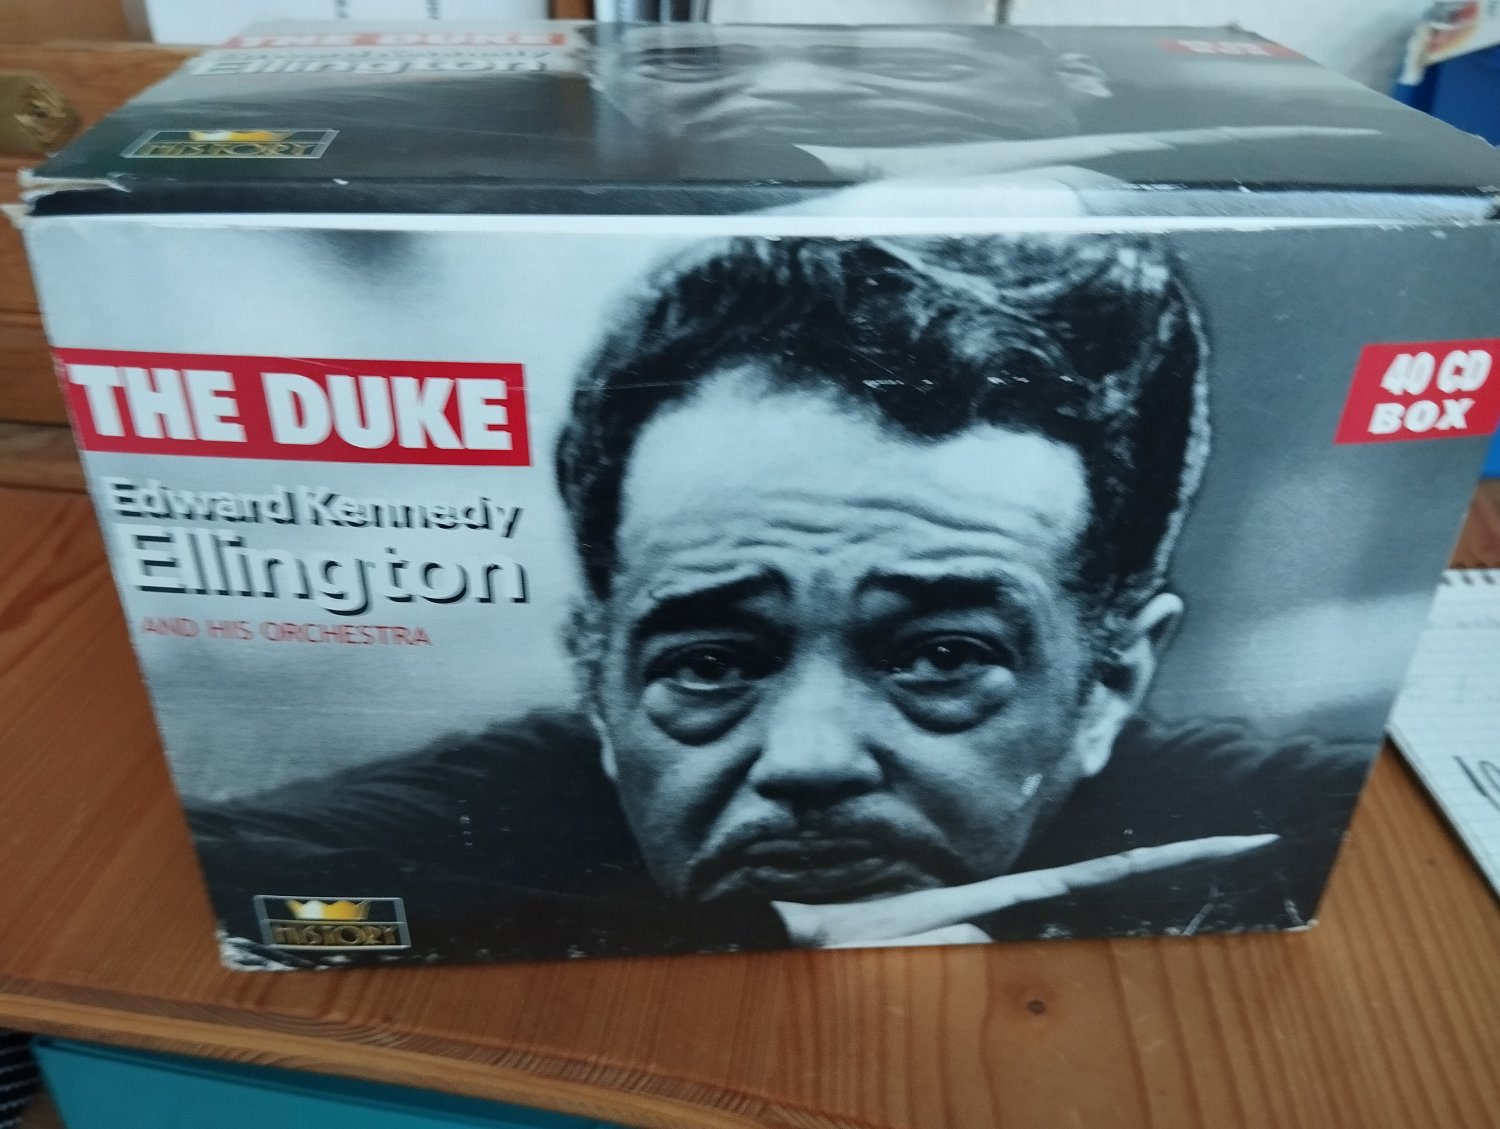 THE DUKE
Ellington
HISTORY
THE DUKE
Edward Kennedy
Ellington
AND HIS ORCHESTRA
40 CD
BOX
HISTORY